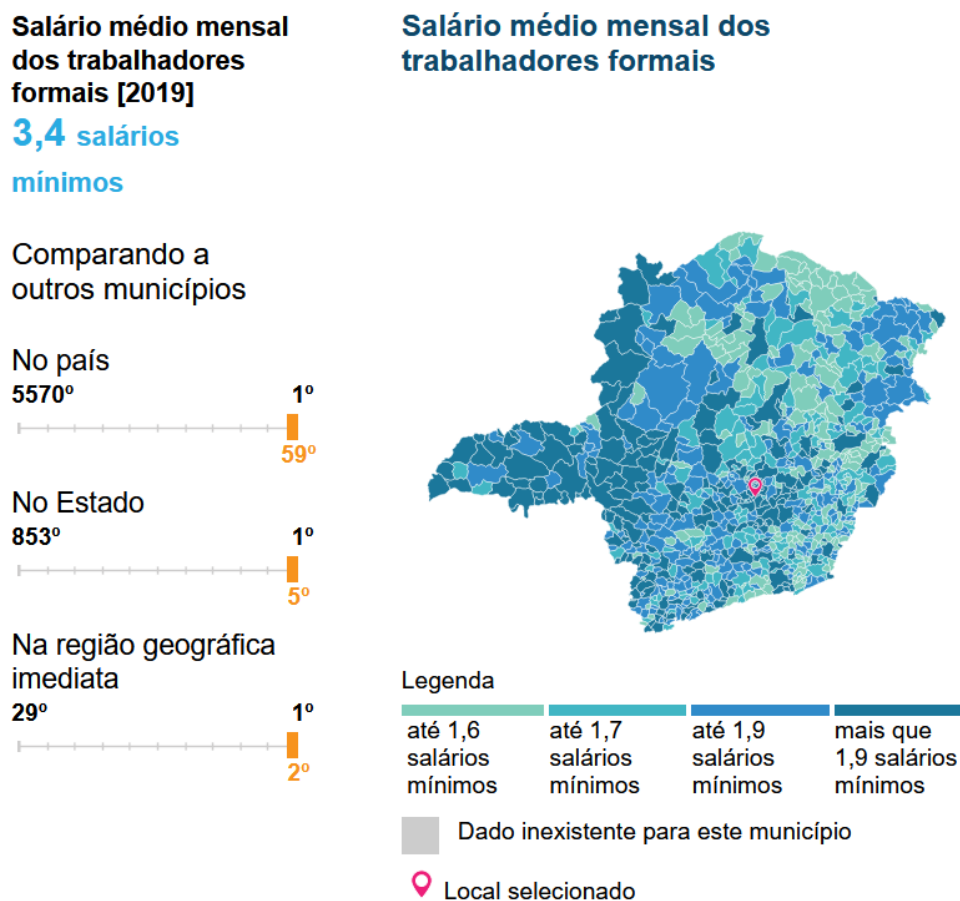 Salário médio mensal
dos trabalhadores
formais [2019]
3,4 salários
mínimos
Comparando a
outros municípios
No país
5570º 1º
59º
No Estado
853º 1º
5º
Na região geográfica
imediata
29º 1º
2º
Salário médio mensal dos
trabalhadores formais
Legenda
até 1,6
salários
mínimos
até 1,7
salários
mínimos
até 1,9
salários
mínimos
mais que
1,9 salários
mínimos
Dado inexistente para este município
Local selecionado